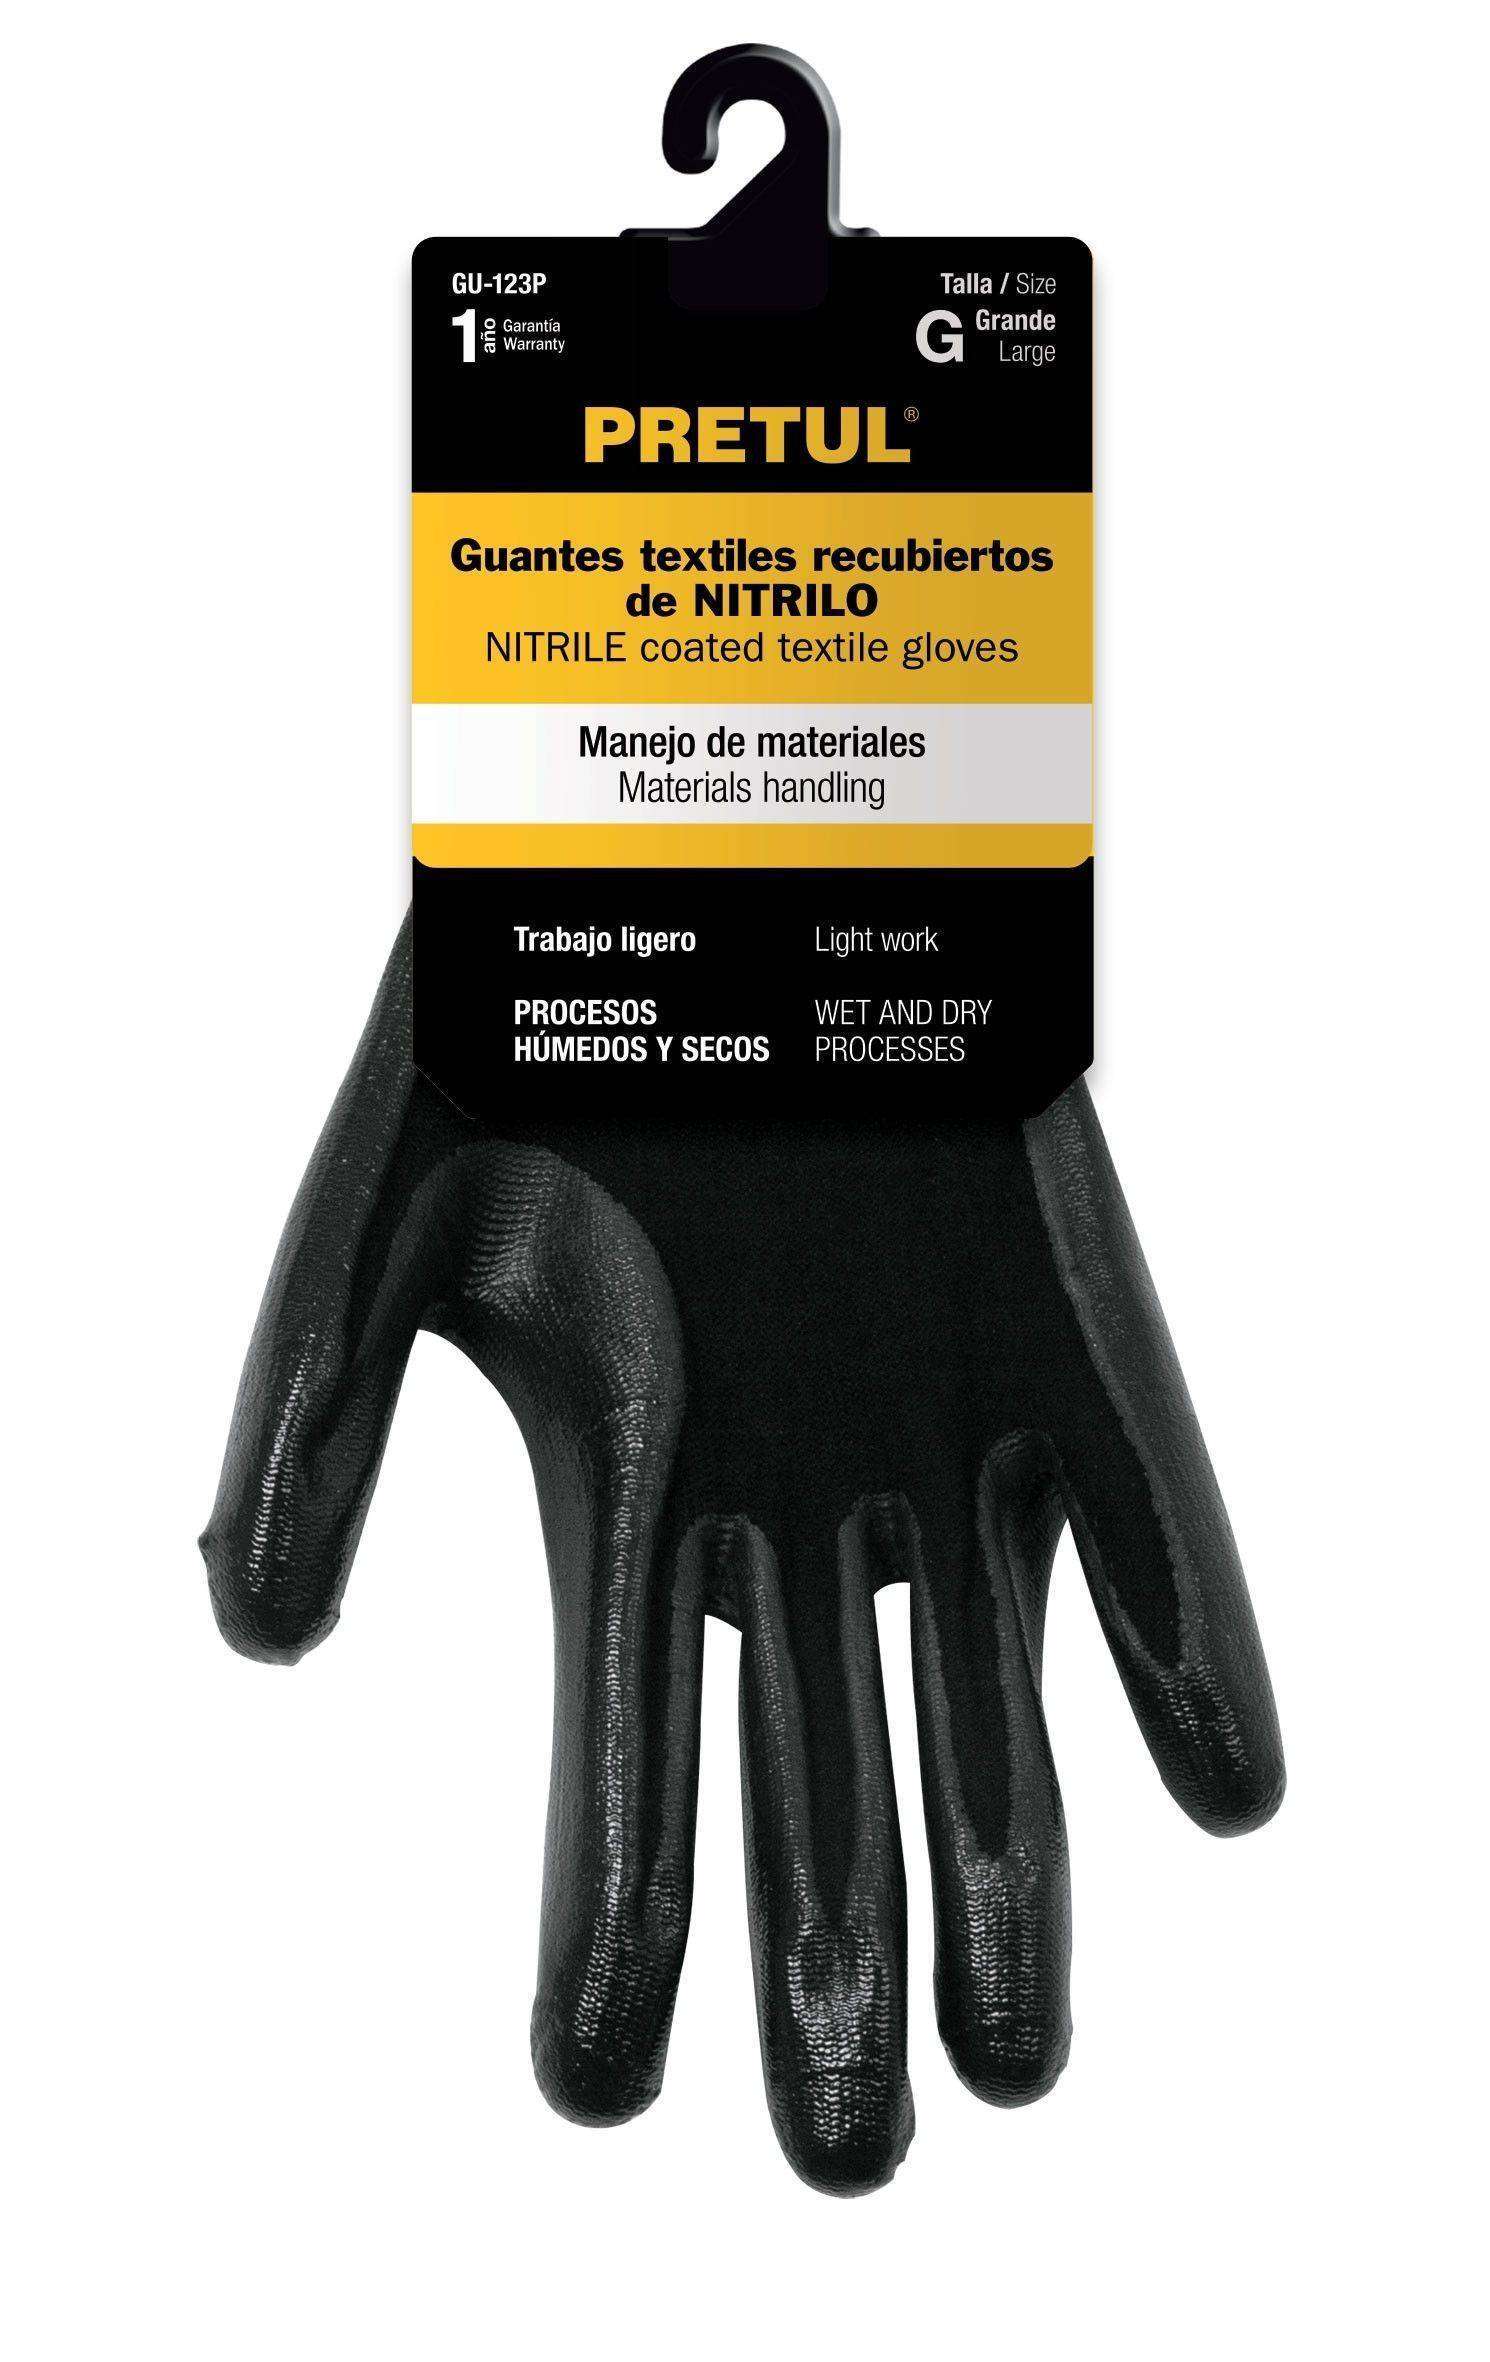 GU-123P
1 año Garantía
Warranty
Talla / Size
G Grande
Large
PRETUL®
Guantes textiles recubiertos
de NITRILO
NITRILE coated textile gloves
Manejo de materiales
Materials handling
Trabajo ligero
Light work
PROCESOS
HÚMEDOS Y SECOS
WET AND DRY
PROCESSES